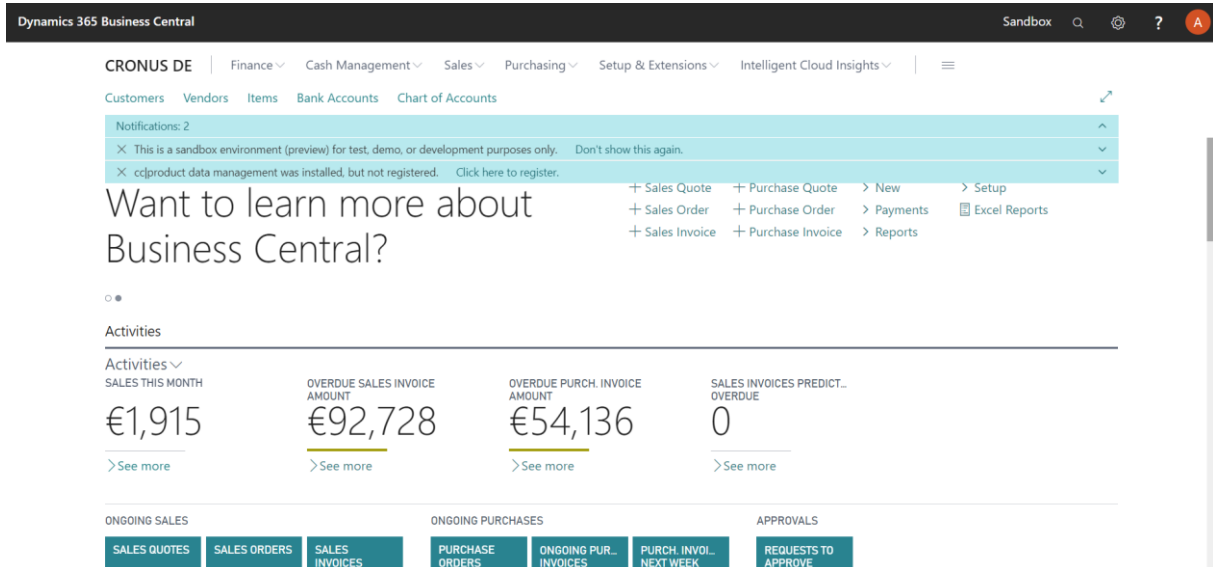 Dynamics 365 Business Central
Sandbox
?
A
CRONUS DE
Finance
Cash Management
Sales
Purchasing
Setup & Extensions
Intelligent Cloud Insights
Customers
Vendors
Items
Bank Accounts
Chart of Accounts
Notifications: 2
This is a sandbox environment (preview) for test, demo, or development purposes only. Don't show this again.
cc|product data management was installed, but not registered. Click here to register.
Want to learn more about
Business Central?
+ Sales Quote
+ Purchase Quote
> New
> Setup
+ Sales Order
+ Purchase Order
> Payments
Excel Reports
+ Sales Invoice
+ Purchase Invoice
> Reports
Activities
Activities
SALES THIS MONTH
€1,915
>See more
OVERDUE SALES INVOICE
AMOUNT
€92,728
>See more
OVERDUE PURCH. INVOICE
AMOUNT
€54,136
>See more
SALES INVOICES PREDICT...
OVERDUE
0
>See more
ONGOING SALES
SALES QUOTES
SALES ORDERS
SALES
INVOICES
ONGOING PURCHASES
PURCHASE
ORDERS
ONGOING PUR...
INVOICES
PURCH. INVOI...
NEXT WEEK
APPROVALS
REQUESTS TO
APPROVE